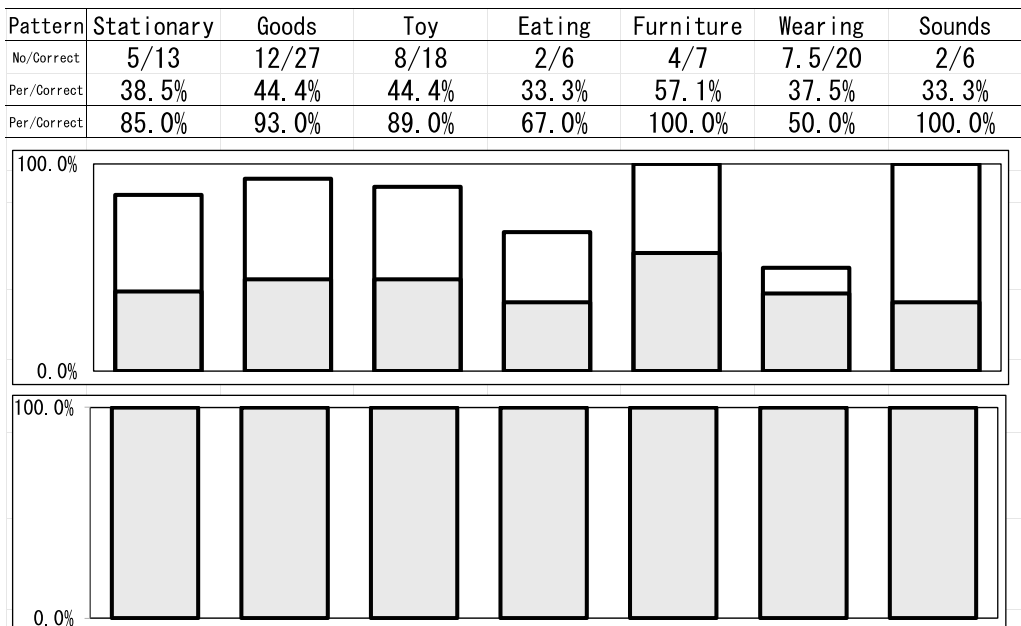 Pattern Stationary Goods Toy Eating Furniture Wearing Sounds
No/Correct 5/13 12/27 8/18 2/6 4/7 7.5/20 2/6
Per/Correct 38.5% 44.4% 44.4% 33.3% 57.1% 37.5% 33.3%
Per/Correct 85.0% 93.0% 89.0% 67.0% 100.0% 50.0% 100.0%
100.0%
0.0%
100.0%
0.0%